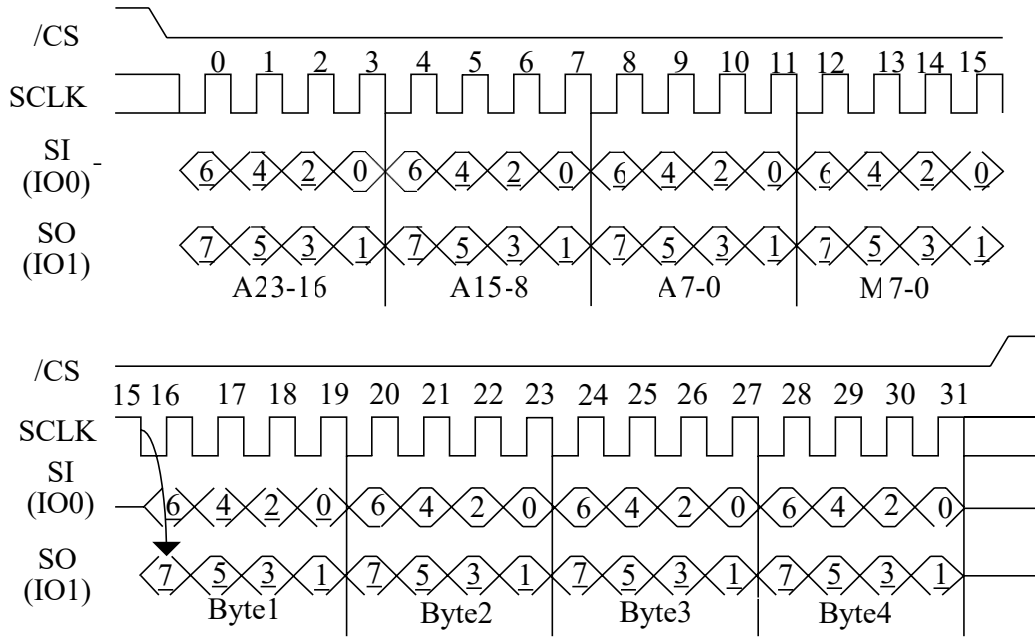 /CS
0 1 2 3 4 5 6 7 8 9 10 11 12 13 14 15
SCLK
SI
(IO0)
6 4 2 0 6 4 2 0 6 4 2 0 6 4 2 0
SO
(IO1)
7 5 3 1 7 5 3 1 7 5 3 1 7 5 3 1
A23-16 A15-8 A7-0 M7-0
/CS
15 16 17 18 19 20 21 22 23 24 25 26 27 28 29 30 31
SCLK
SI
(IO0)
6 4 2 0 6 4 2 0 6 4 2 0 6 4 2 0
SO
(IO1)
7 5 3 1 7 5 3 1 7 5 3 1 7 5 3 1
Byte1 Byte2 Byte3 Byte4